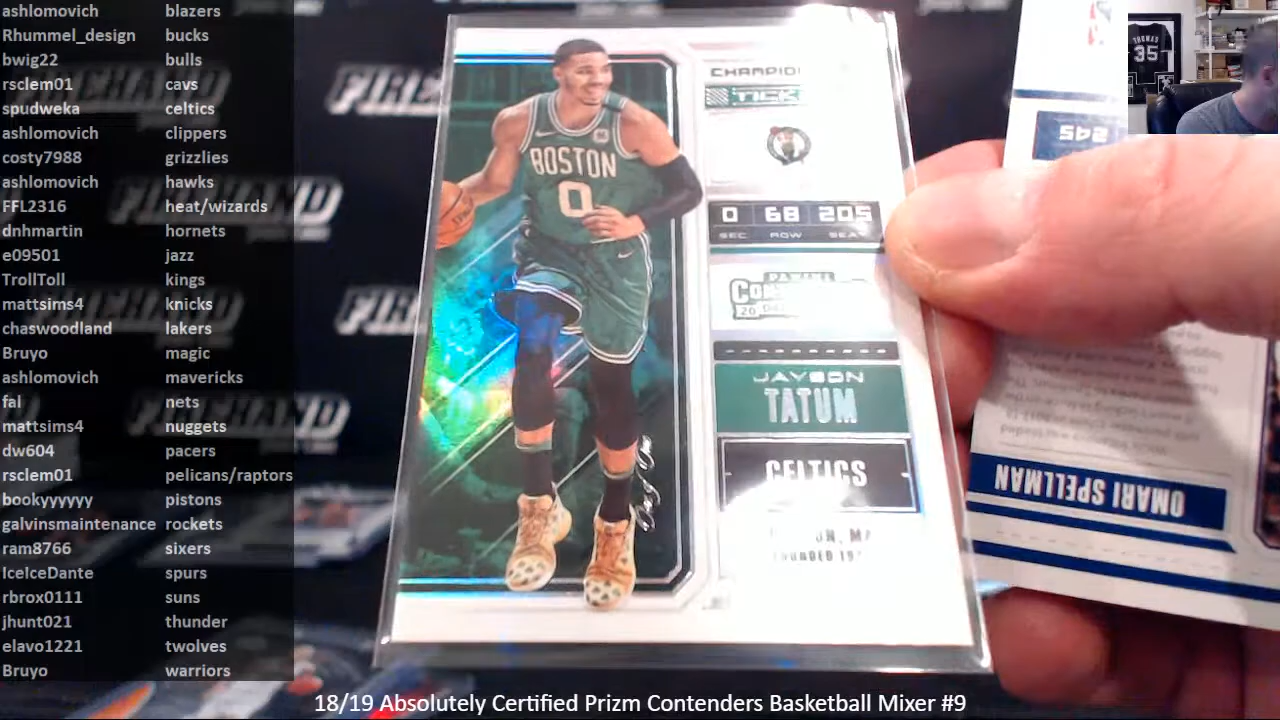 ashlomovich blazers
Rhummel_design bucks
bwig22 bulls
rsclem01 cavs
spudweka celtics
ashlomovich clippers
costy7988 grizzlies
ashlomovich hawks
FFL2316 heat/wizards
dnhmartin hornets
e09501 jazz
TrollToll kings
mattsims4 knicks
chaswoodland lakers
Bruyo magic
ashlomovich mavericks
fal nets
mattsims4 nuggets
dw604 pacers
rsclem01 pelicans/raptors
bookyyyyyy pistons
galvinsmaintenance rockets
ram8766 sixers
IceIceDante spurs
rbrox0111 suns
jhunt021 thunder
elavo1221 twolves
Bruyo warriors
BOSTON
0
0 68 205
SEC ROW
PANINI
JAYSON
TATUM
CELTICS
245
OMARI SPELLMAN
THOMAS
35
18/19 Absolutely Certified Prizm Contenders Basketball Mixer #9